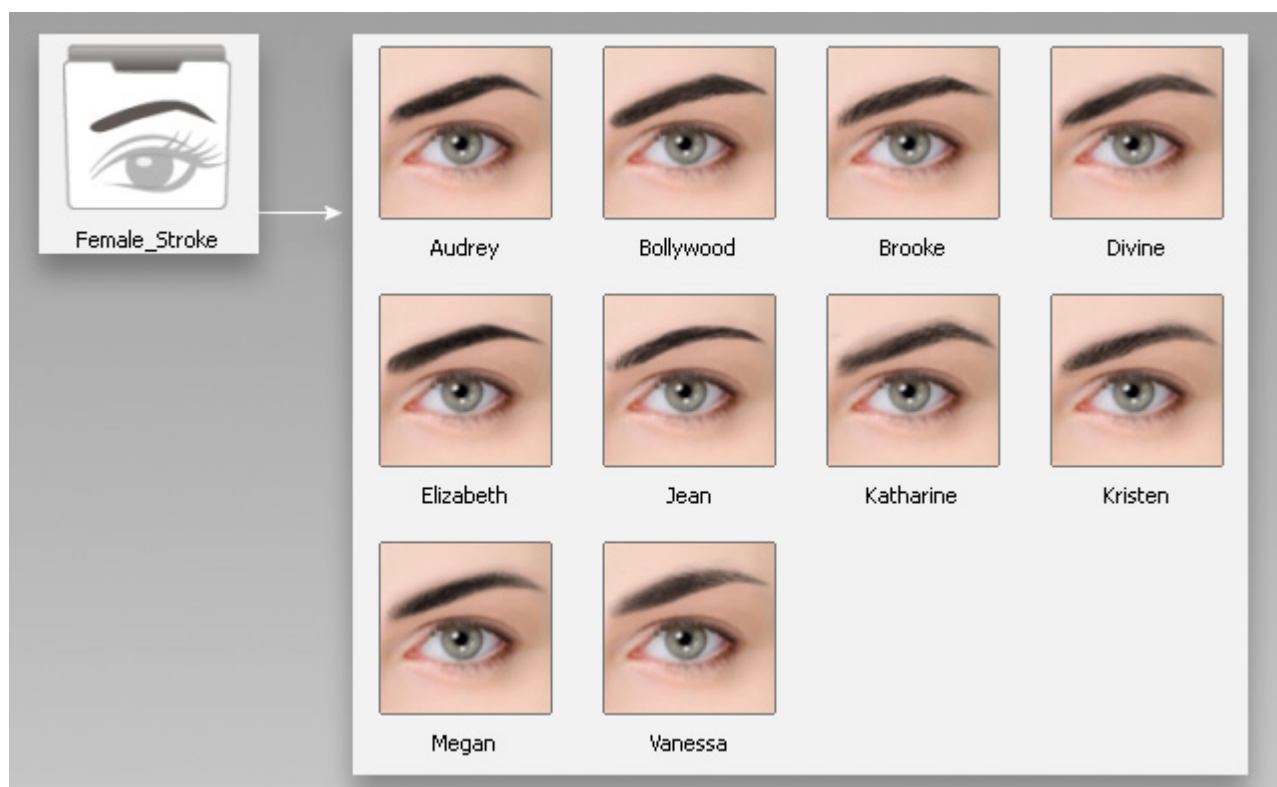 Female_Stroke
Audrey
Bollywood
Brooke
Divine
Elizabeth
Jean
Katharine
Kristen
Megan
Vanessa